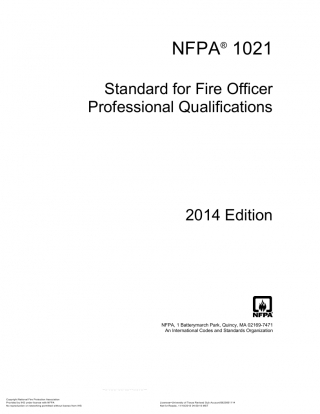 NFPA® 1021
Standard for Fire Officer
Professional Qualifications
2014 Edition
NFPA
NFPA, 1 Batterymarch Park, Quincy, MA 02169-7471
An International Codes and Standards Organization